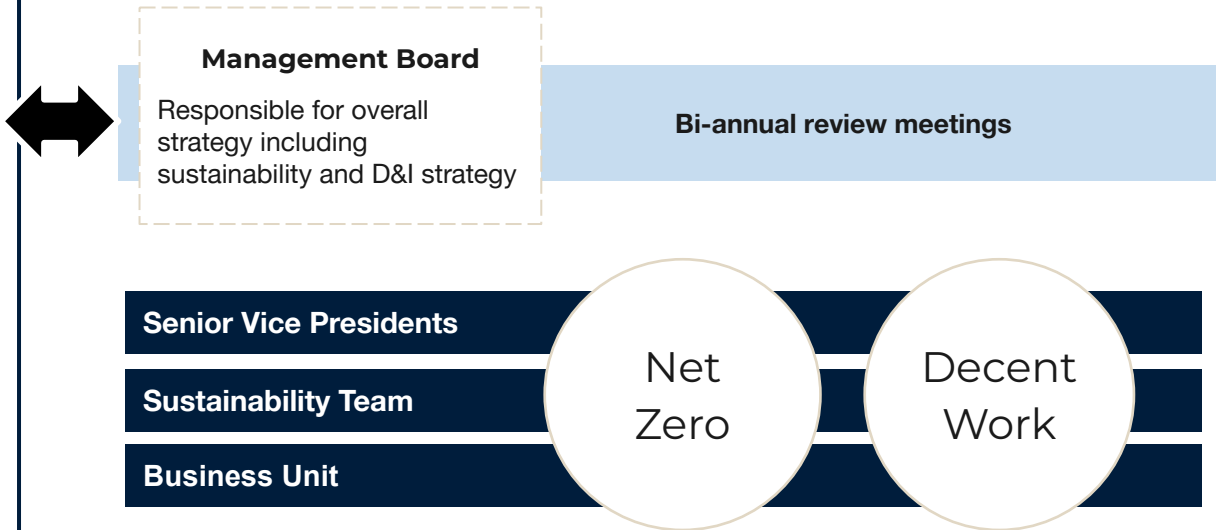 Management Board
Responsible for overall
strategy including
sustainability and D&I strategy
Bi-annual review meetings
Senior Vice Presidents
Sustainability Team
Business Unit
Net
Zero
Decent
Work